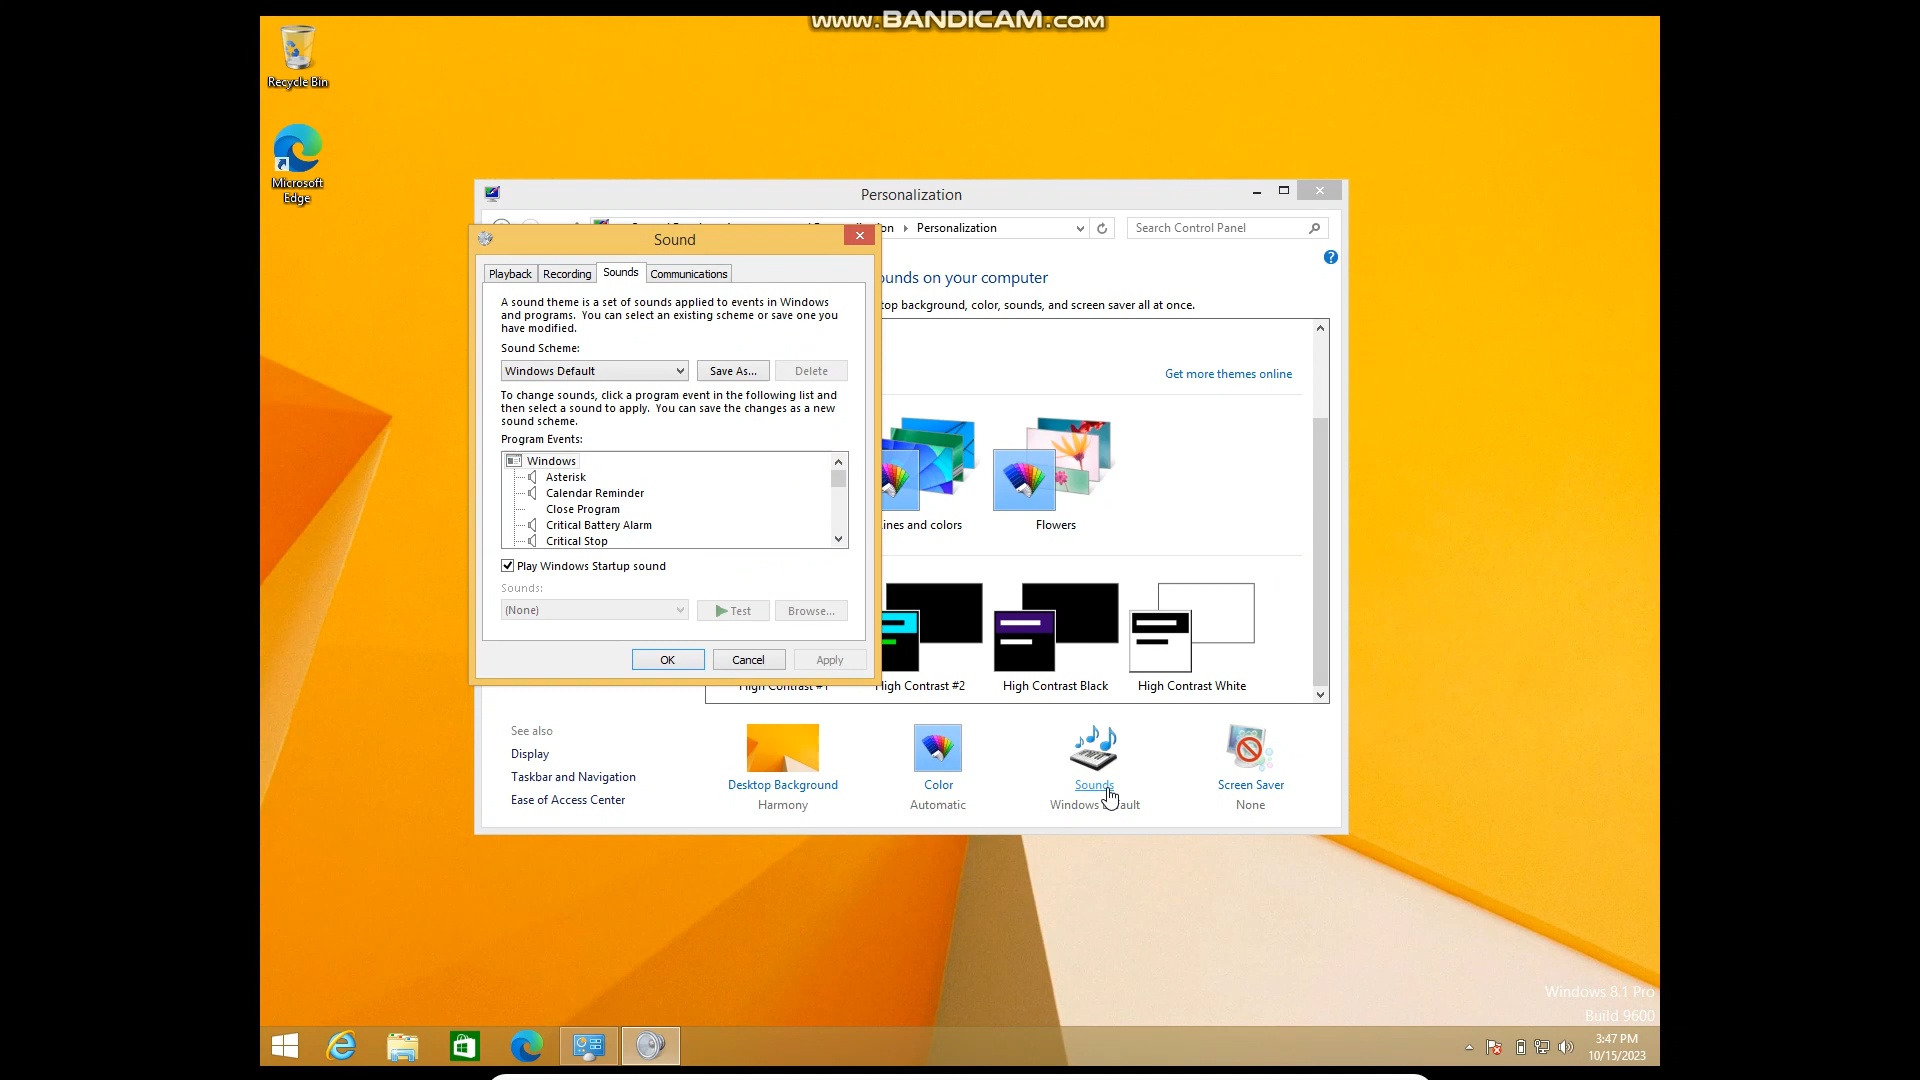 www.BANDICAM.com
Recycle Bin
Microsoft
Edge
Personalization
Personalization
Search Control Panel
Sound
Playback
Recording
Sounds
Communications
A sound theme is a set of sounds applied to events in Windows
and programs. You can select an existing scheme or save one you
have modified.
Sound Scheme:
Windows Default
Save As...
Delete
To change sounds, click a program event in the following list and
then select a sound to apply. You can save the changes as a new
sound scheme.
Program Events:
Windows
Asterisk
Calendar Reminder
Close Program
Critical Battery Alarm
Critical Stop
Play Windows Startup sound
Sounds:
(None)
Test
Browse...
OK
Cancel
Apply
ounds on your computer
top background, color, sounds, and screen saver all at once.
Get more themes online
ines and colors
Flowers
High Contrast #2
High Contrast Black
High Contrast White
See also
Display
Taskbar and Navigation
Ease of Access Center
Desktop Background
Harmony
Color
Automatic
Sounds
Windows Default
Screen Saver
None
Windows 8.1 Pro
Build 9600
3:47 PM
10/15/2023